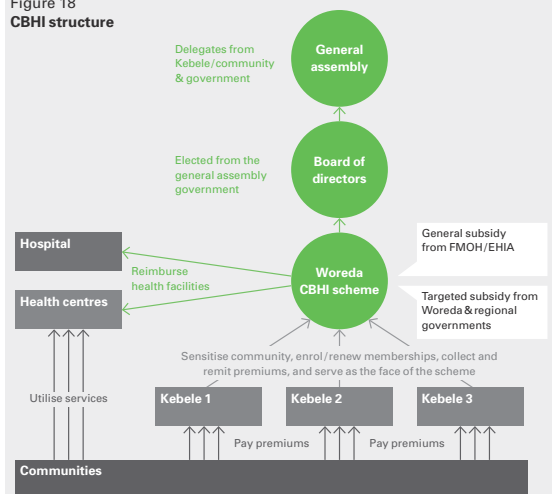 Figure 18
CBHI structure
Delegates from
Kebele/community
& government
General
assembly
Elected from the
general assembly
government
Board of
directors
Hospital
Reimburse
health facilities
Health centres
Woreda
CBHI scheme
General subsidy
from FMOH/EHIA
Targeted subsidy from
Woreda & regional
governments
Sensitise community, enrol/renew memberships, collect and
remit premiums, and serve as the face of the scheme
Utilise services
Kebele 1
Kebele 2
Kebele 3
Pay premiums
Pay premiums
Communities